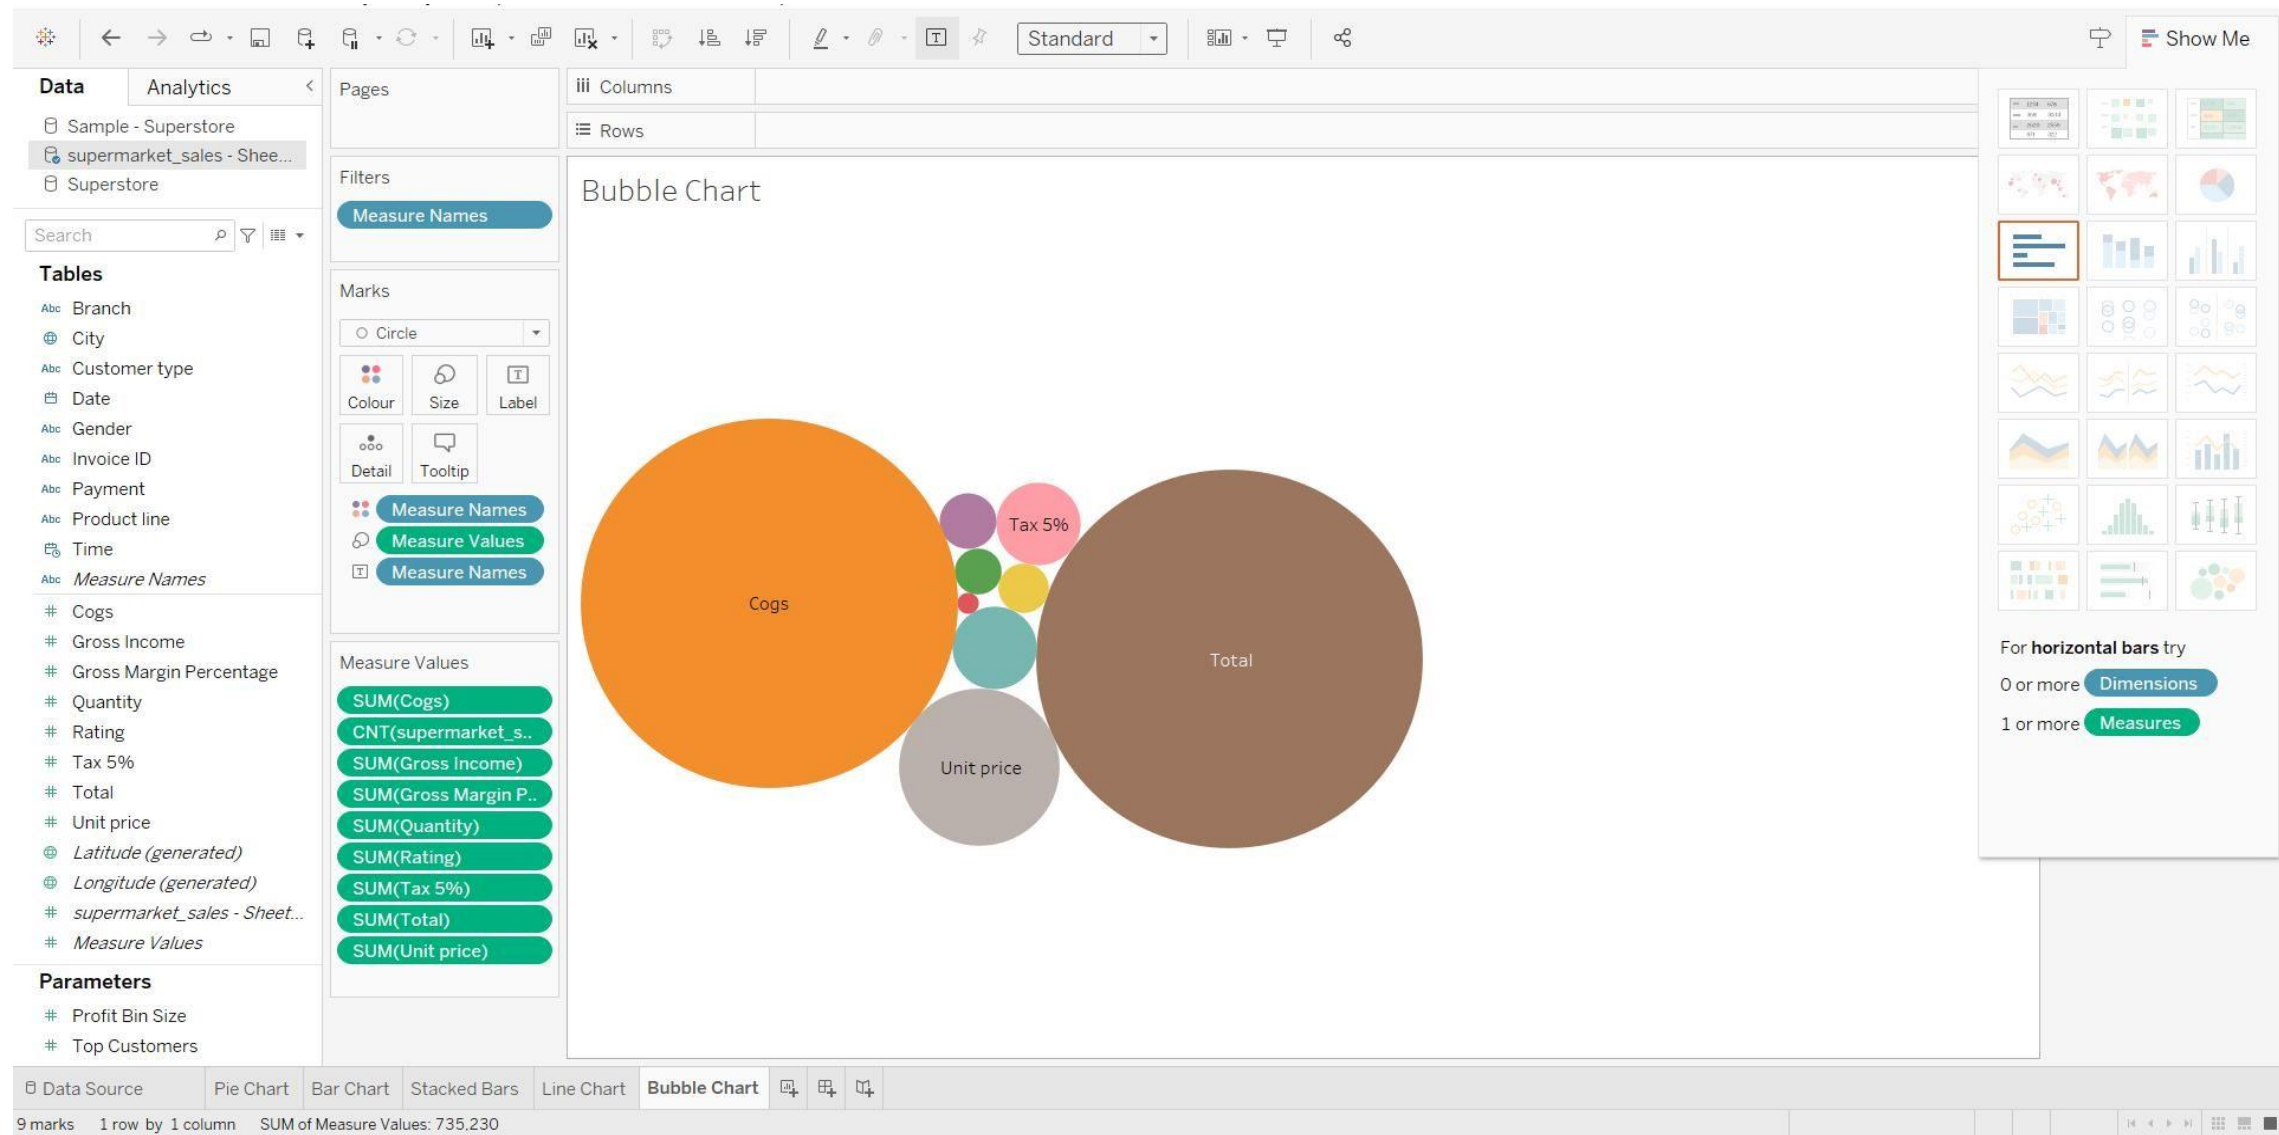 Standard
Show Me
Data
Analytics
Pages
Columns
Rows
Sample - Superstore
supermarket_sales - Shee...
Superstore
Filters
Measure Names
Bubble Chart
Search
Tables
Abc Branch
City
Abc Customer type
Date
Abc Gender
Abc Invoice ID
Abc Payment
Abc Product line
Time
Abc Measure Names
# Cogs
# Gross Income
# Gross Margin Percentage
# Quantity
# Rating
# Tax 5%
# Total
# Unit price
Latitude (generated)
Longitude (generated)
# supermarket_sales - Sheet...
# Measure Values
Parameters
# Profit Bin Size
# Top Customers
Marks
Circle
Colour
Size
Label
Detail
Tooltip
Measure Names
Measure Values
Measure Names
Measure Values
SUM(Cogs)
CNT(supermarket_s..
SUM(Gross Income)
SUM(Gross Margin P..
SUM(Quantity)
SUM(Rating)
SUM(Tax 5%)
SUM(Total)
SUM(Unit price)
Tax 5%
Cogs
Total
Unit price
For horizontal bars try
0 or more Dimensions
1 or more Measures
Data Source
Pie Chart
Bar Chart
Stacked Bars
Line Chart
Bubble Chart
9 marks
1 row by 1 column
SUM of Measure Values: 735,230